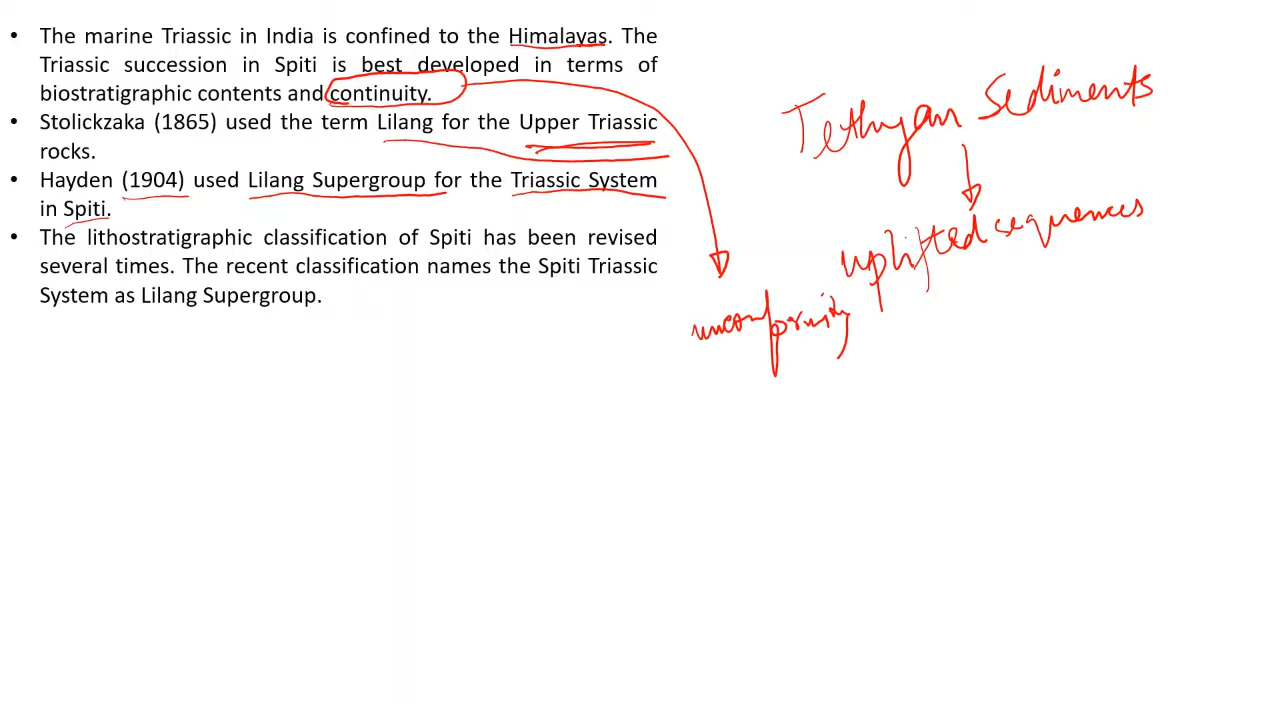 • The marine Triassic in India is confined to the Himalayas. The
Triassic succession in Spiti is best developed in terms of
biostratigraphic contents and continuity.
• Stolickzaka (1865) used the term Lilang for the Upper Triassic
rocks.
• Hayden (1904) used Lilang Supergroup for the Triassic System
in Spiti.
• The lithostratigraphic classification of Spiti has been revised
several times. The recent classification names the Spiti Triassic
System as Lilang Supergroup.
Tethyan Sediments
uplifted sequences
unconformity